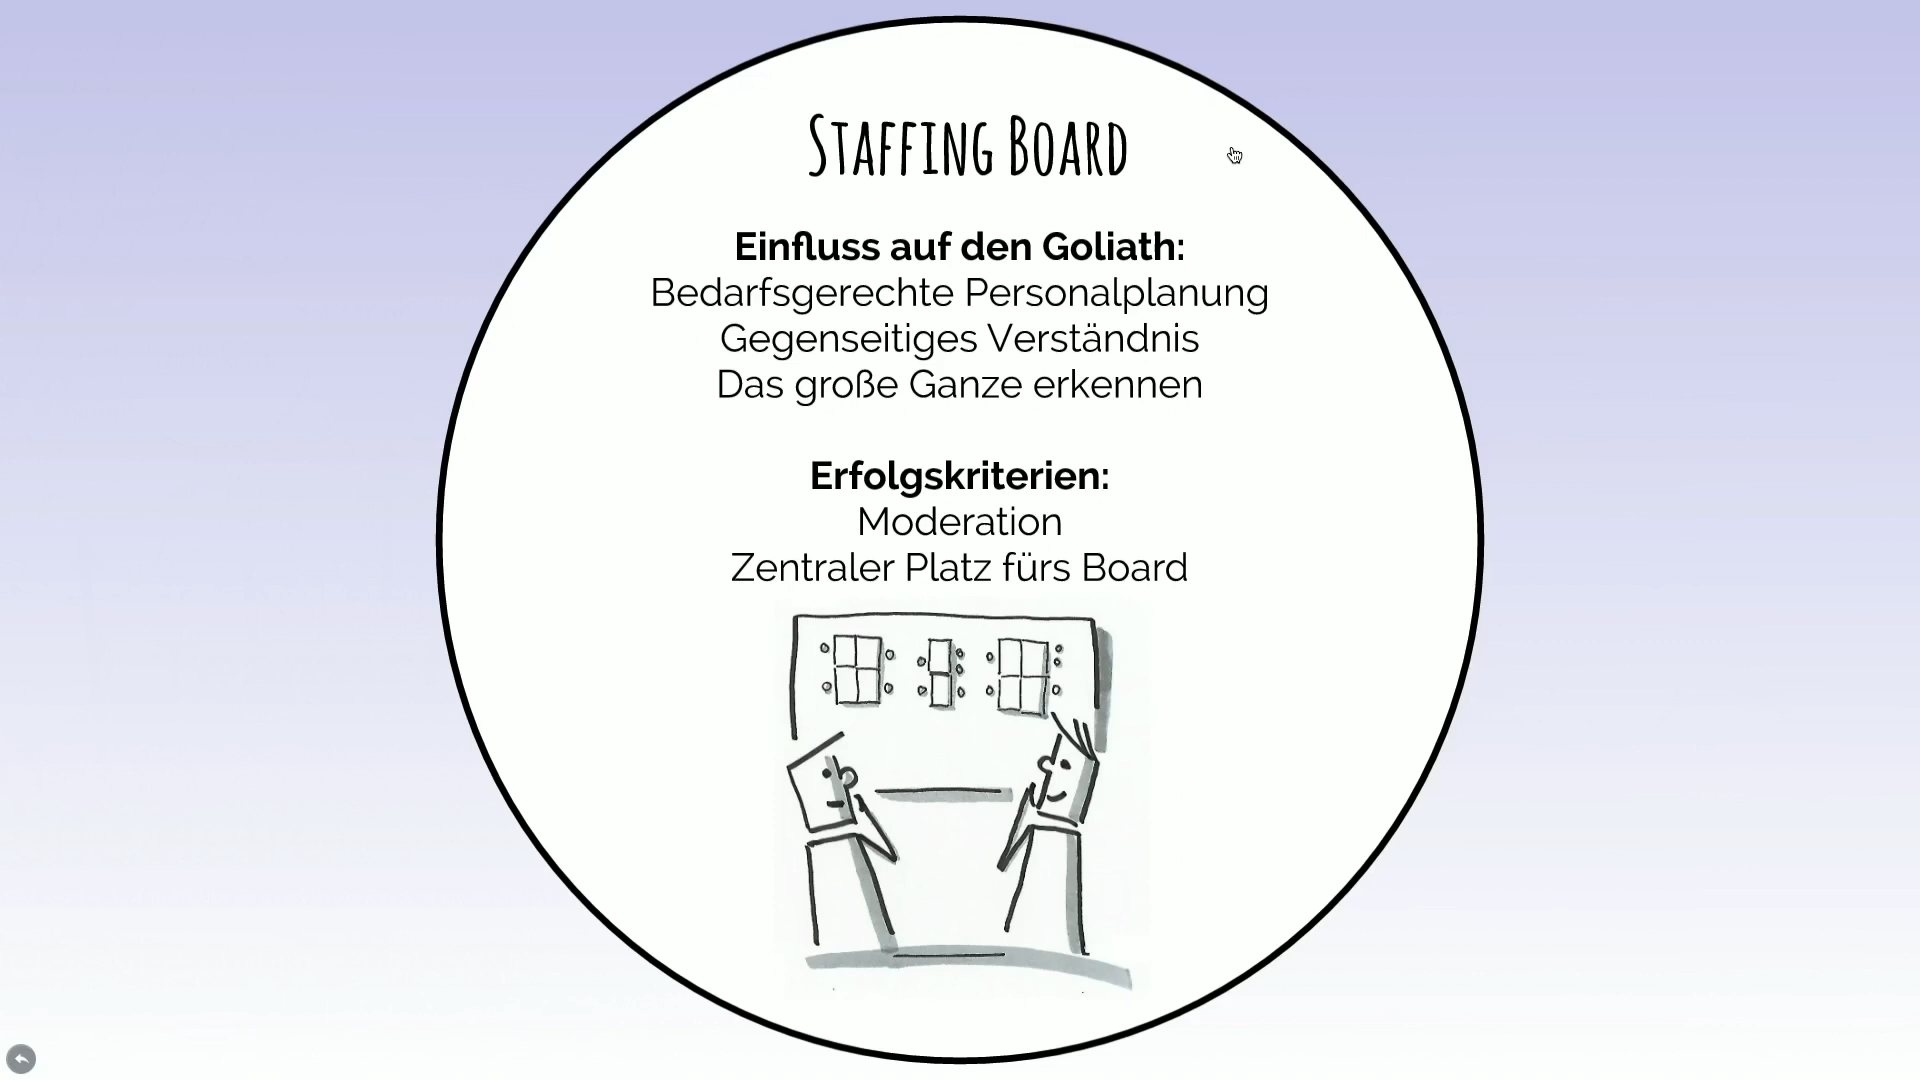 Staffing Board
Einfluss auf den Goliath:
Bedarfsgerechte Personalplanung
Gegenseitiges Verständnis
Das große Ganze erkennen
Erfolgskriterien:
Moderation
Zentraler Platz fürs Board